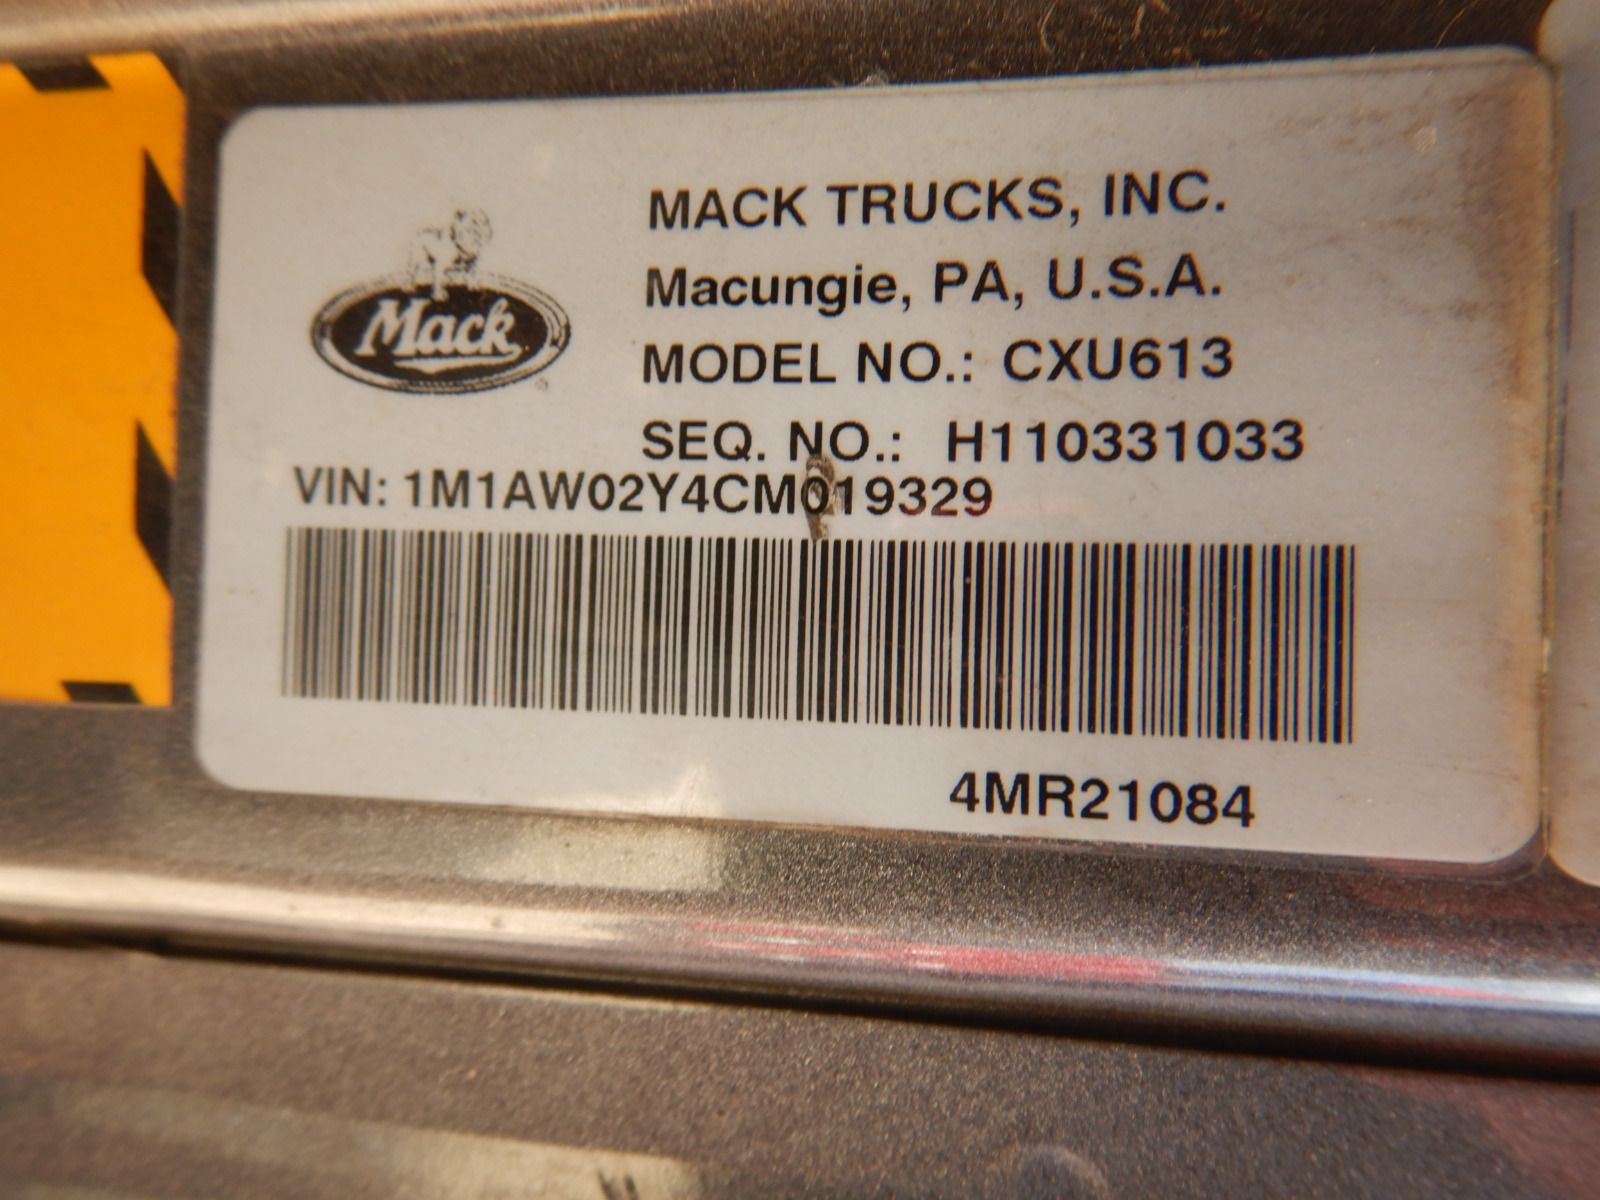 MACK TRUCKS, INC.
Macungie, PA, U.S.A.
Mack
MODEL NO.: CXU613
SEQ. NO.: H110331033
VIN: 1M1AW02Y4CM019329
4MR21084